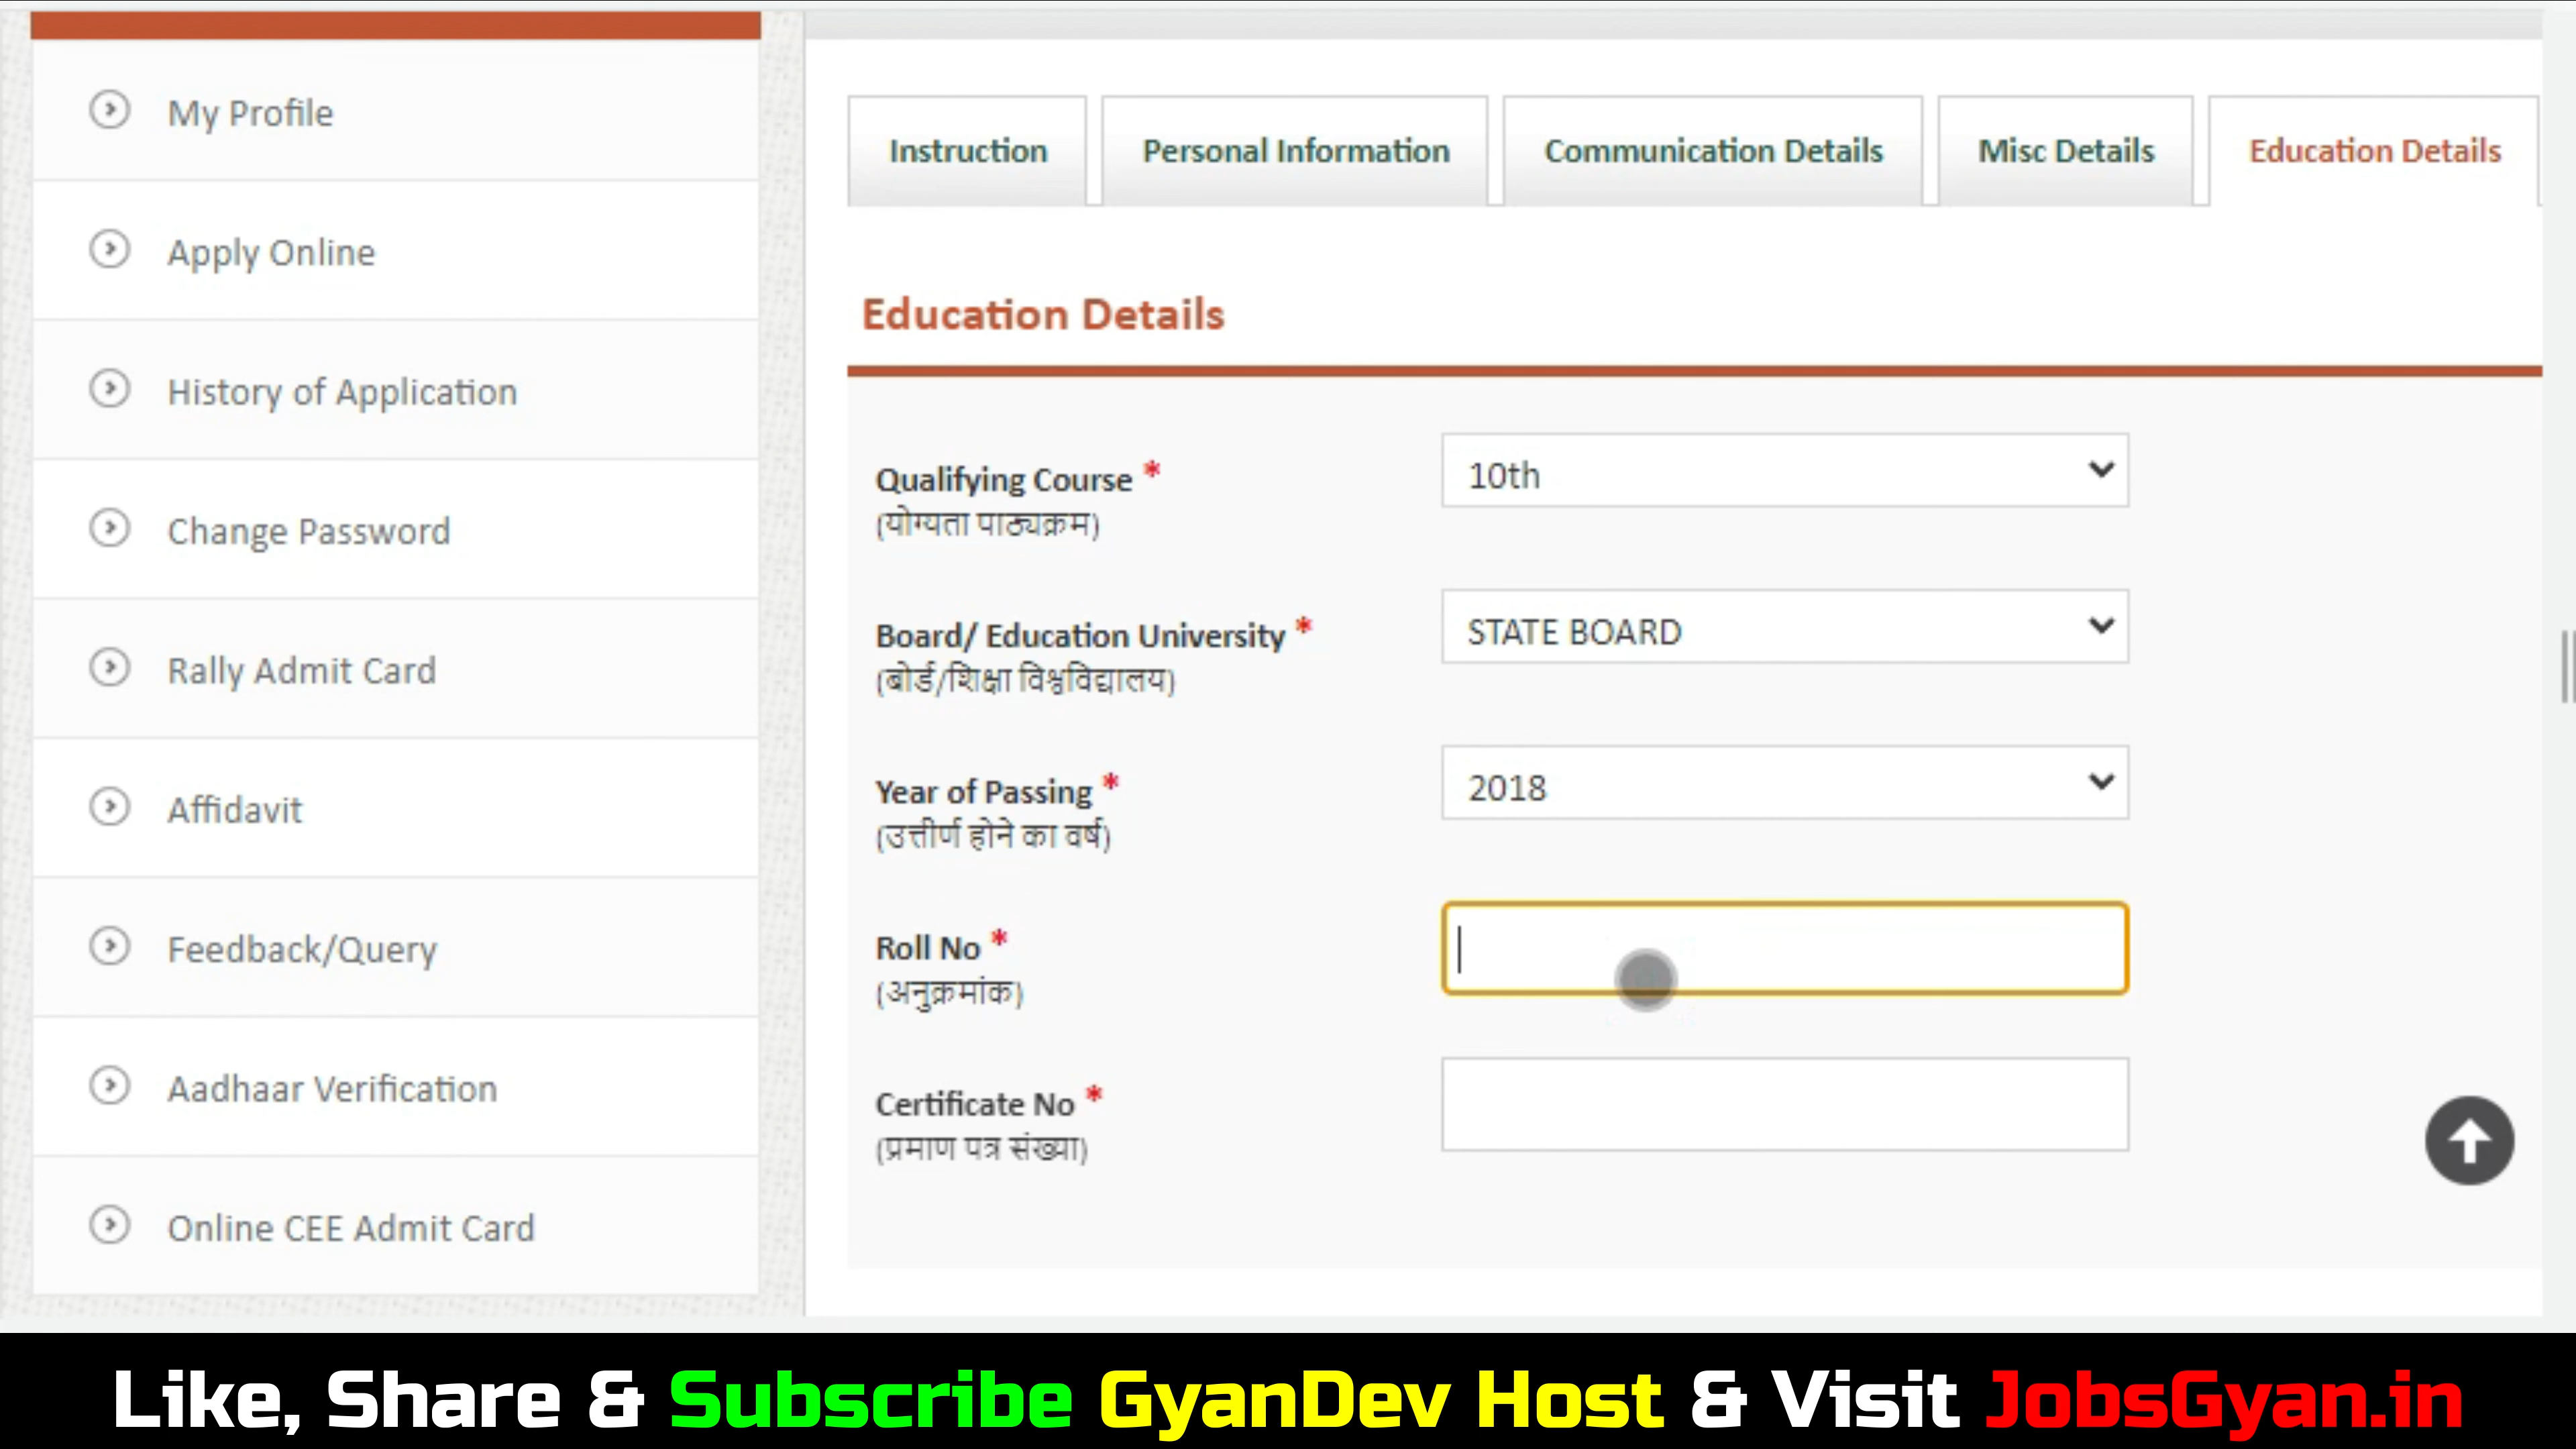 My Profile
Apply Online
History of Application
Change Password
Rally Admit Card
Affidavit
Feedback/Query
Aadhaar Verification
Online CEE Admit Card
Instruction
Personal Information
Communication Details
Misc Details
Education Details
Education Details
Qualifying Course *
(योग्यता पाठ्यक्रम)
10th
Board/ Education University *
(बोर्ड/शिक्षा विश्वविद्यालय)
STATE BOARD
Year of Passing *
(उत्तीर्ण होने का वर्ष)
2018
Roll No *
(अनुक्रमांक)
Certificate No *
(प्रमाण पत्र संख्या)
Like, Share & Subscribe GyanDev Host & Visit JobsGyan.in